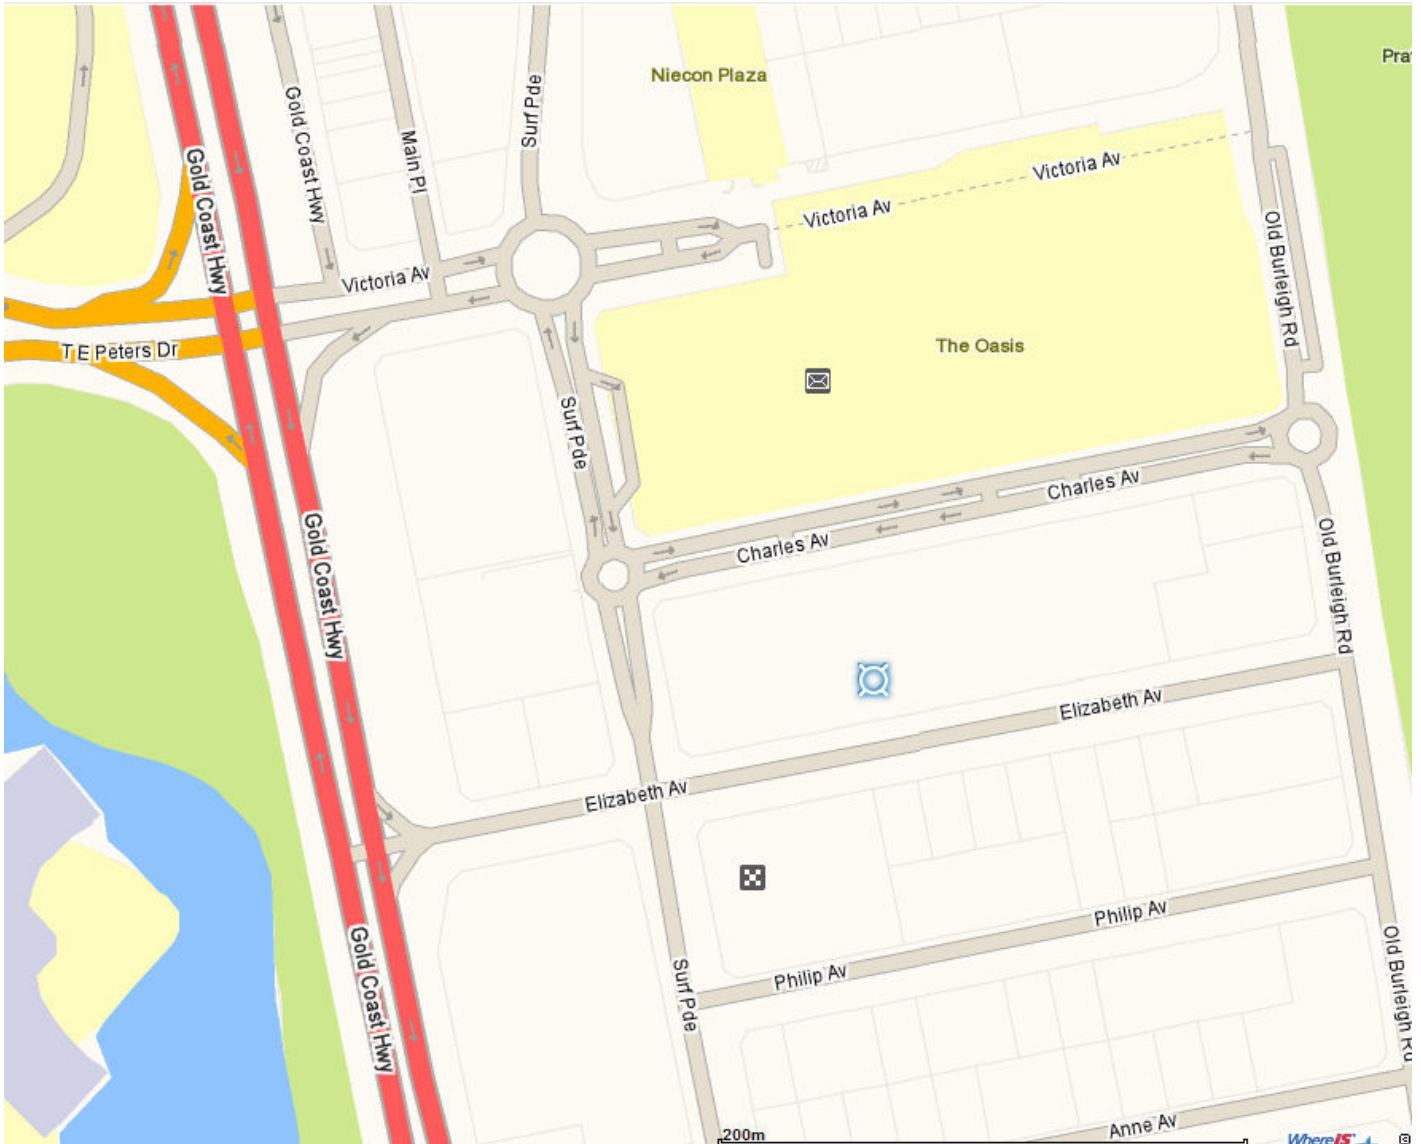 Niecon Plaza
Pra
Surf Pde
Gold Coast Hwy
Main Pl
Gold Coast Hwy
Victoria Av
Victoria Av
Victoria Av
Old Burleigh Rd
T E Peters Dr
The Oasis
Surf Pde
Charles Av
Charles Av
Gold Coast Hwy
Old Burleigh Rd
Elizabeth Av
Elizabeth Av
Philip Av
Philip Av
Gold Coast Hwy
Surf Pde
Old Burleigh Rd
Anne Av
200m
WhereIS